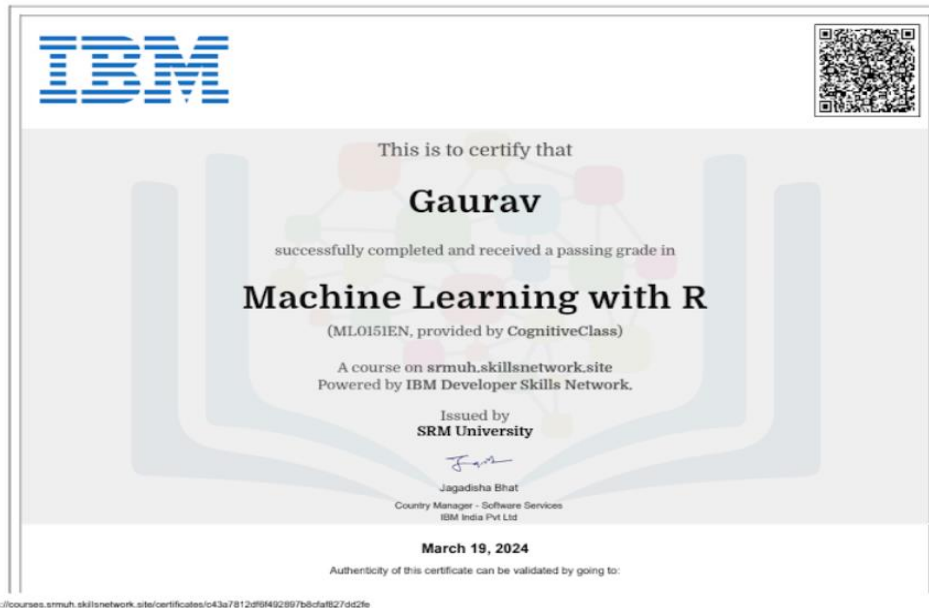 IBM
This is to certify that
Gaurav
successfully completed and received a passing grade in
Machine Learning with R
(ML0151EN, provided by CognitiveClass)
A course on srmuh.skillsnetwork.site
Powered by IBM Developer Skills Network.
Issued by
SRM University
Jagadisha Bhat
Country Manager - Software Services
IBM India Pvt Ltd
March 19, 2024
Authenticity of this certificate can be validated by going to:
://courses.srmuh.skillsnetwork.site/certificates/c43a7812df6f492897b8cfaf827dd2fe